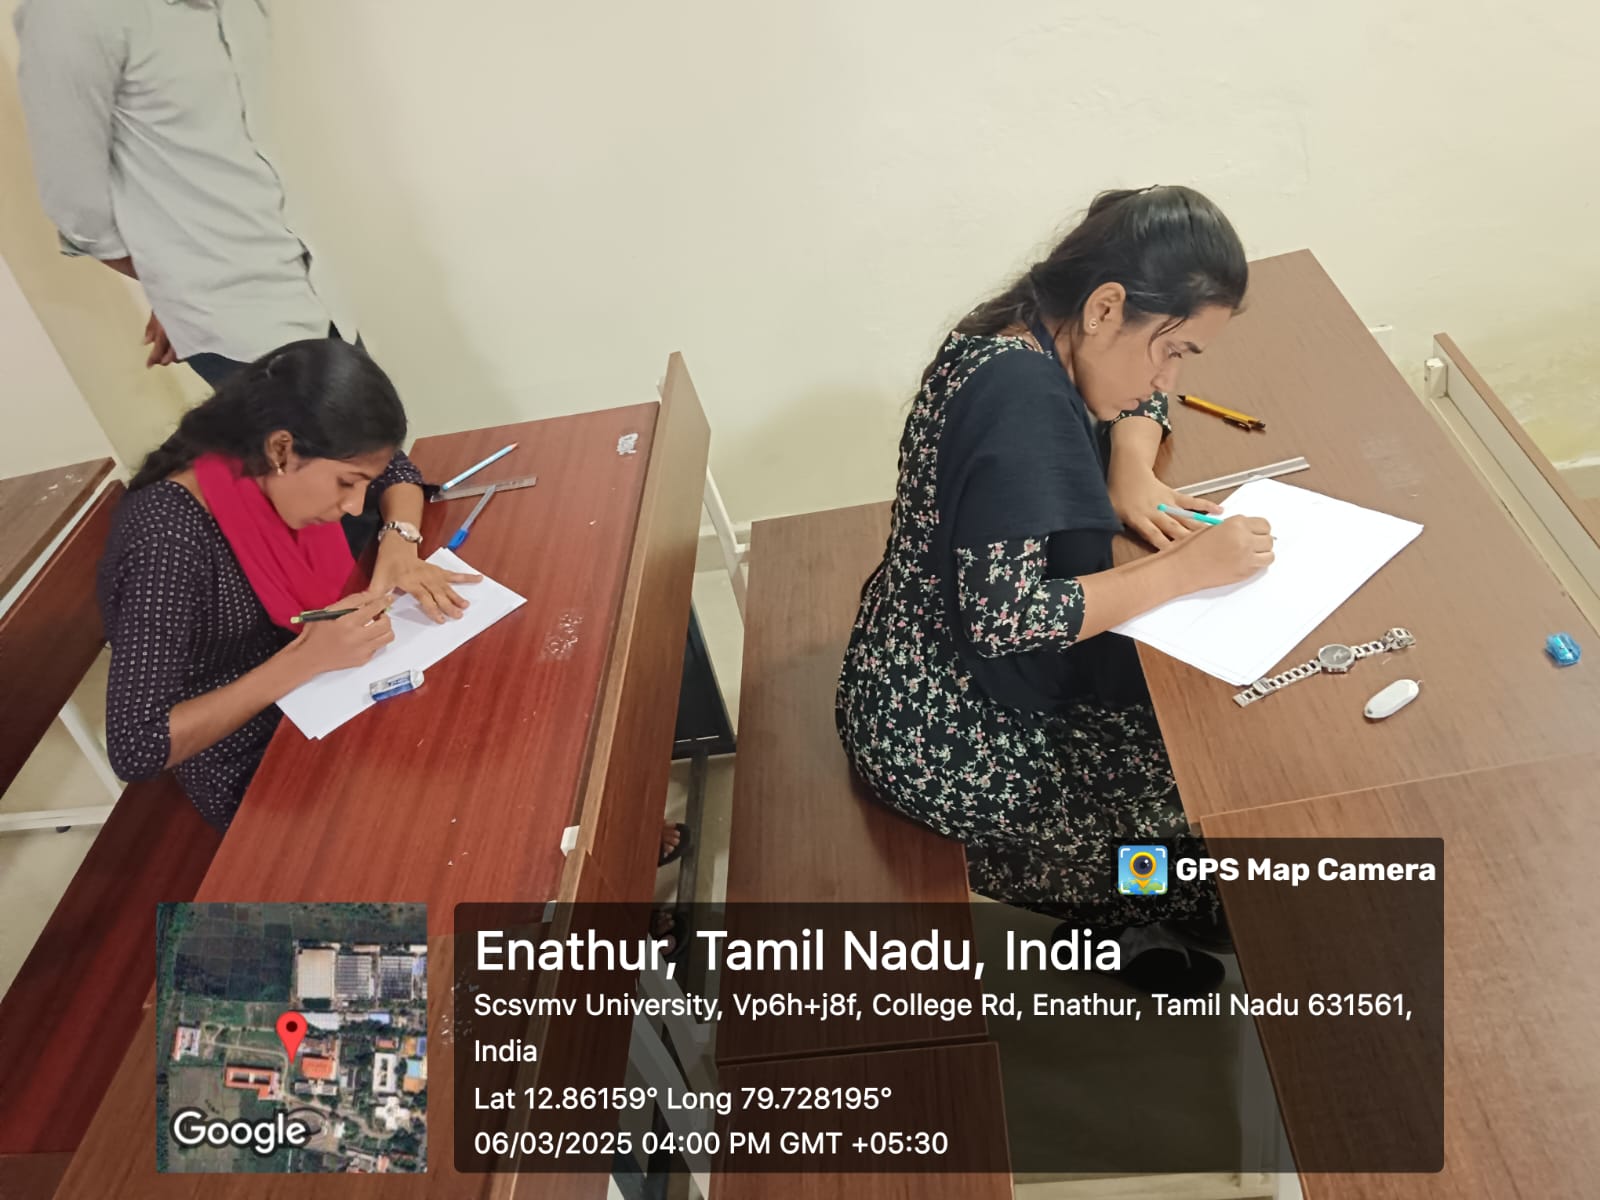 GPS Map Camera
Enathur, Tamil Nadu, India
Scsvmv University, Vp6h+j8f, College Rd, Enathur, Tamil Nadu 631561,
India
Lat 12.86159° Long 79.728195°
06/03/2025 04:00 PM GMT +05:30
Google